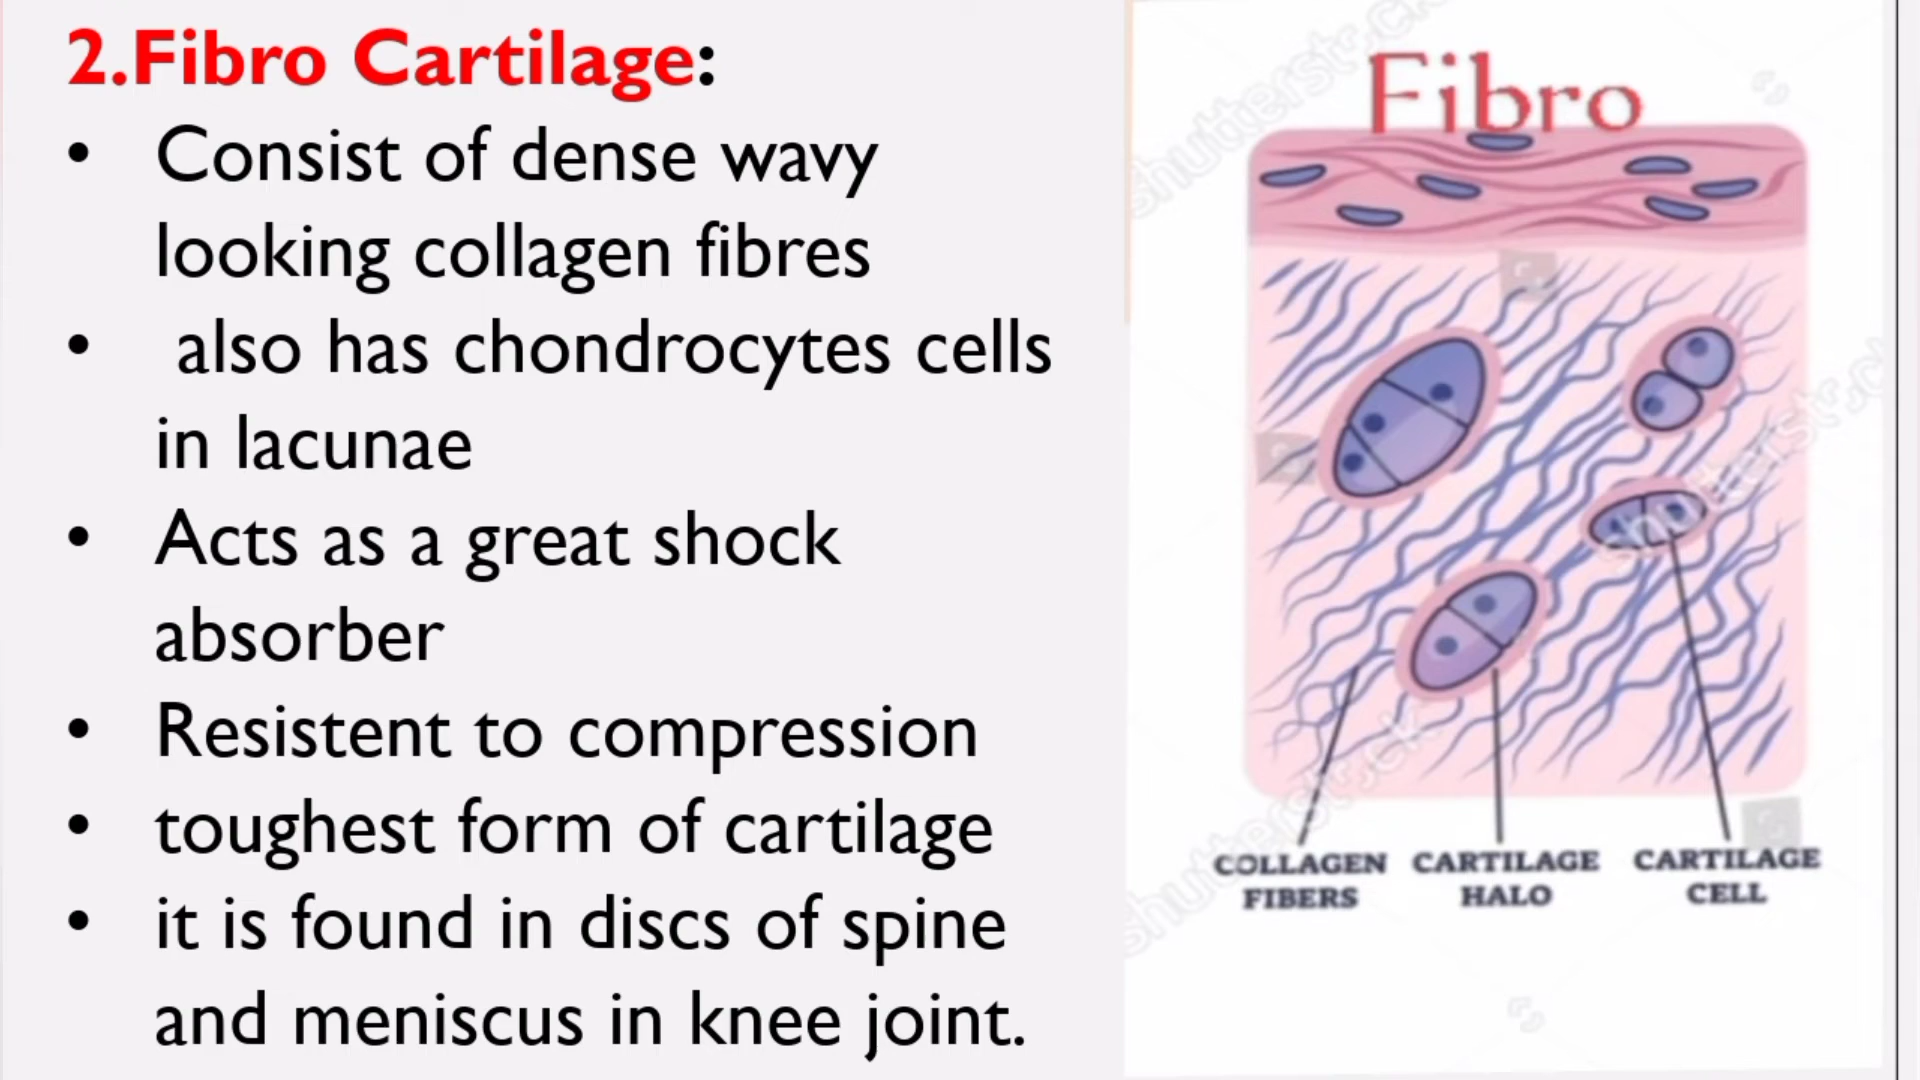 2.Fibro Cartilage:
• Consist of dense wavy
looking collagen fibres
• also has chondrocytes cells
in lacunae
• Acts as a great shock
absorber
• Resistent to compression
• toughest form of cartilage
• it is found in discs of spine
and meniscus in knee joint.
Fibro
COLLAGEN FIBERS
CARTILAGE HALO
CARTILAGE CELL